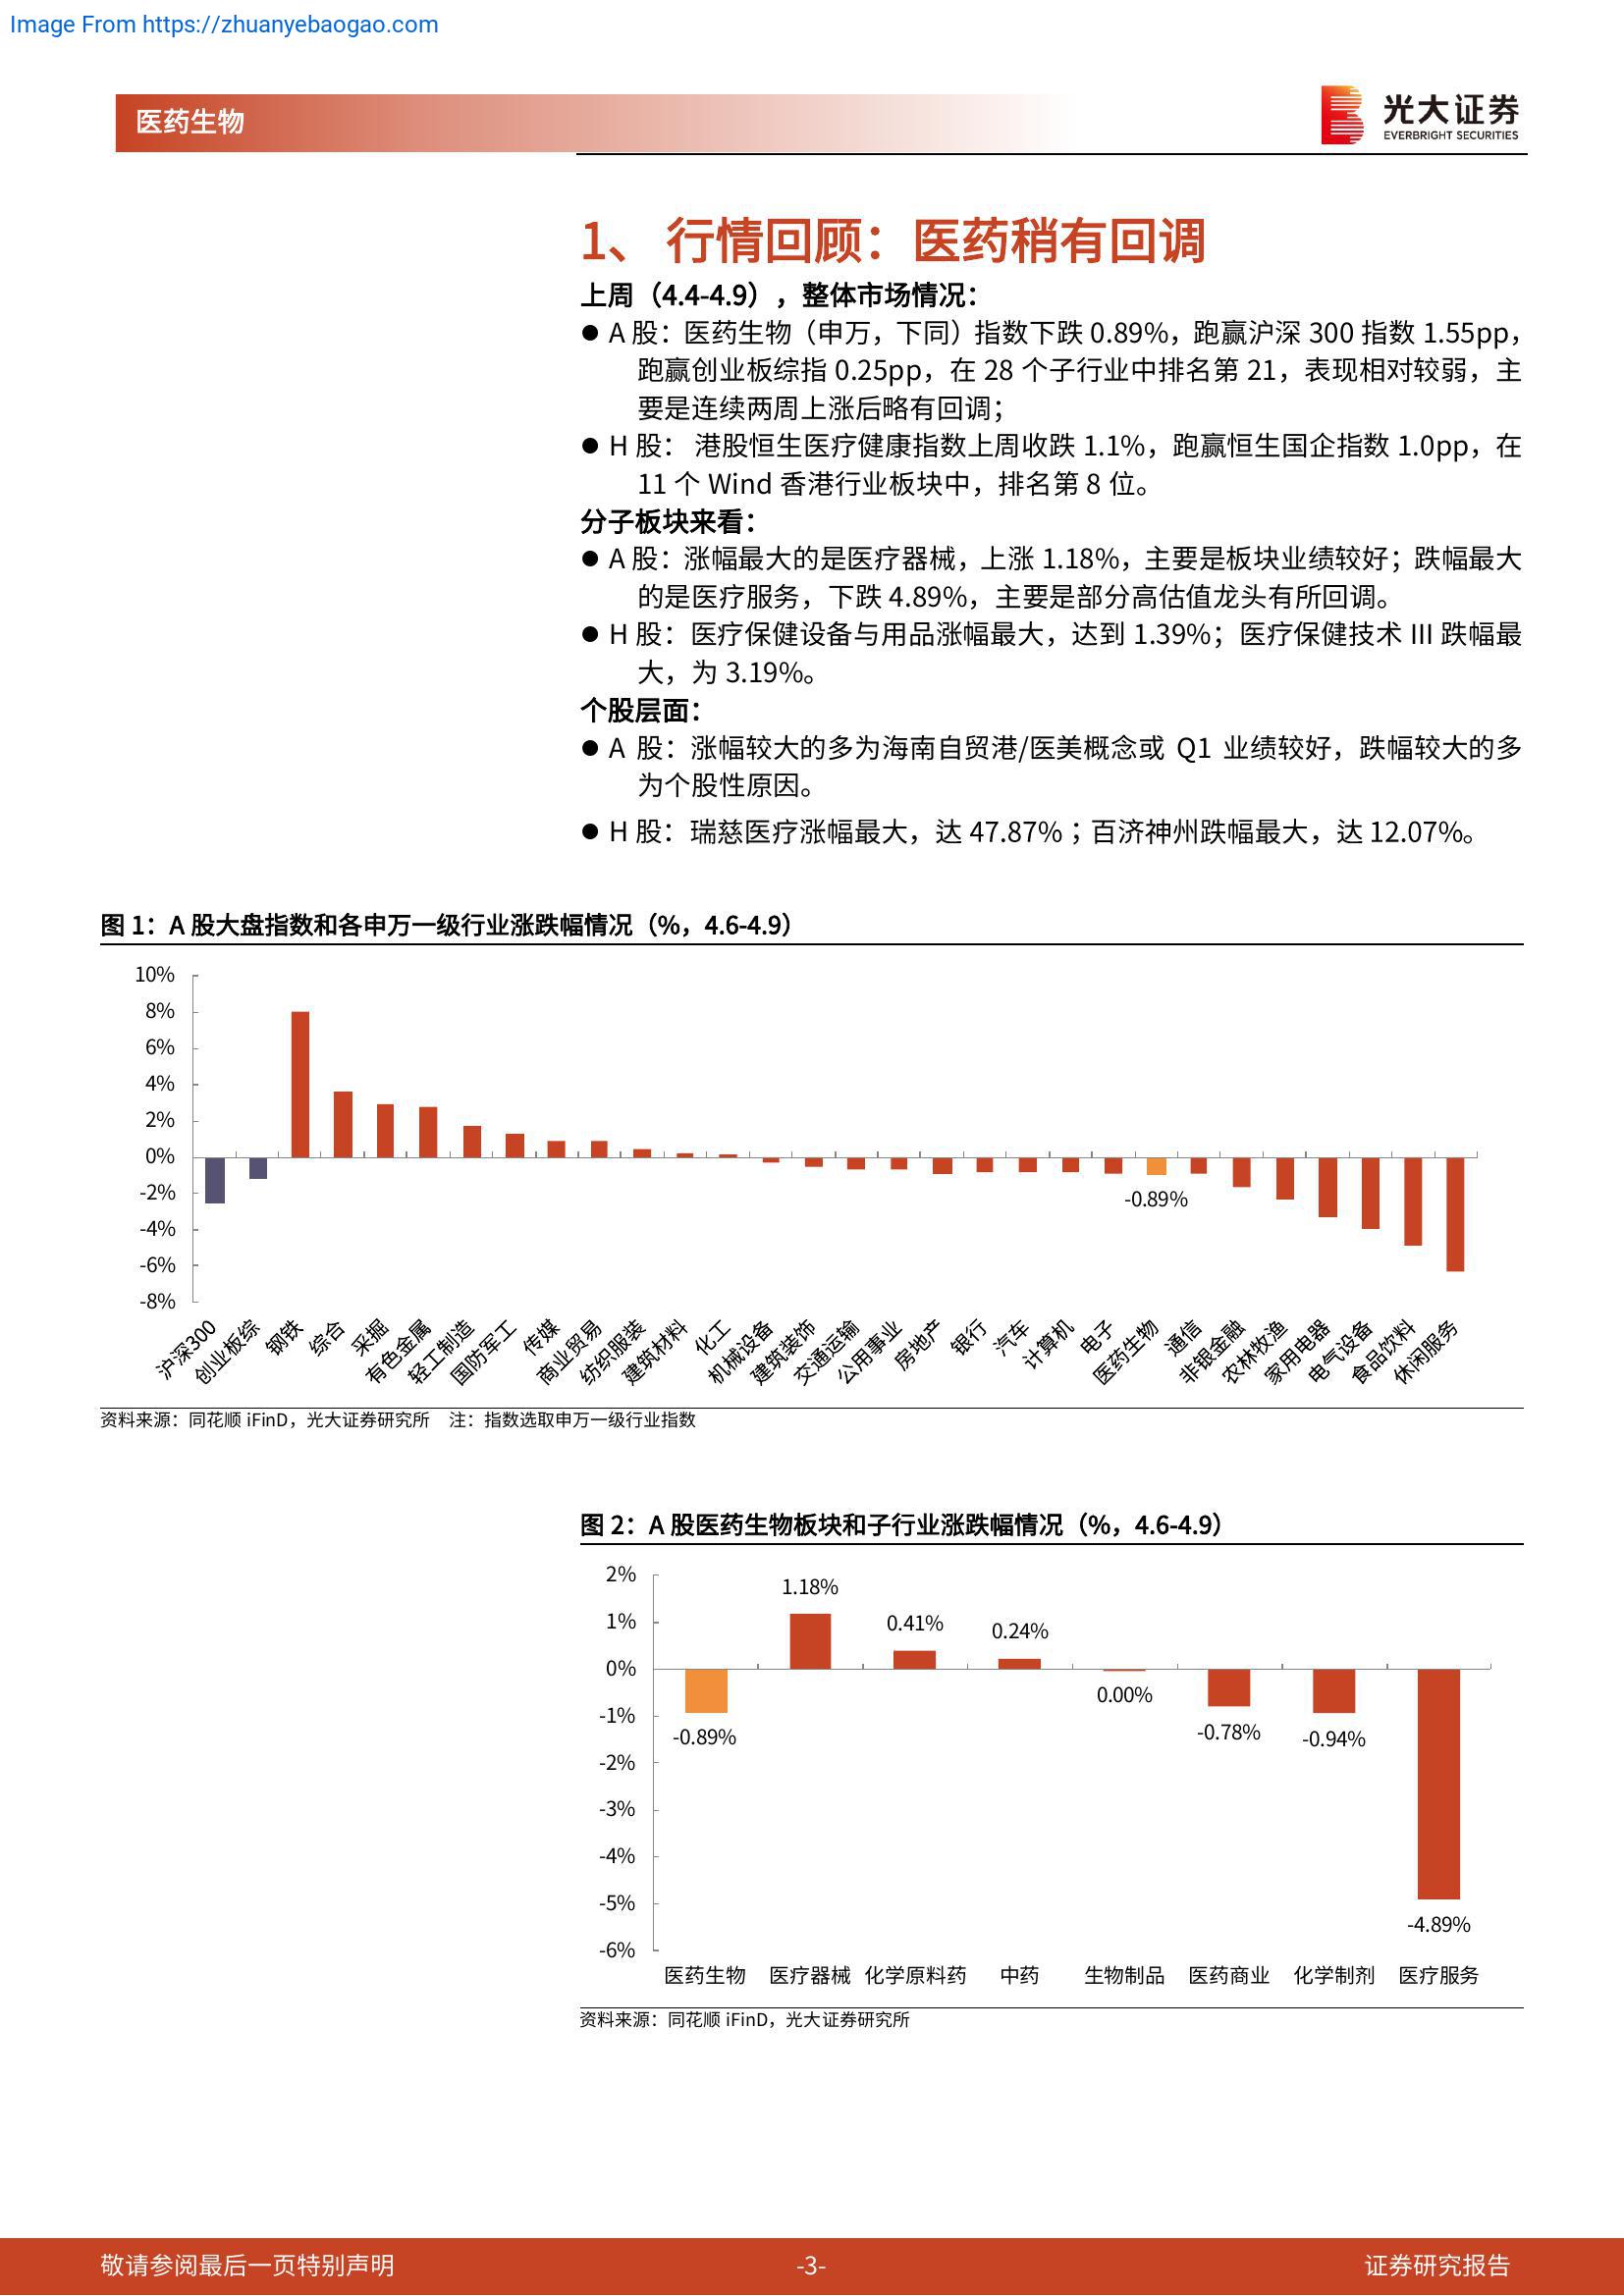 Image From https://zhuanyebaogao.com
医药生物
光大证券
EVERBRIGHT SECURITIES
1、 行情回顾：医药稍有回调
上周（4.4-4.9），整体市场情况：
● A 股：医药生物（申万，下同）指数下跌 0.89%，跑赢沪深 300 指数 1.55pp，
跑赢创业板综指 0.25pp，在 28 个子行业中排名第 21，表现相对较弱，主
要是连续两周上涨后略有回调；
● H 股： 港股恒生医疗健康指数上周收跌 1.1%，跑赢恒生国企指数 1.0pp，在
11 个 Wind 香港行业板块中，排名第 8 位。
分子板块来看：
● A 股：涨幅最大的是医疗器械，上涨 1.18%，主要是板块业绩较好；跌幅最大
的是医疗服务，下跌 4.89%，主要是部分高估值龙头有所回调。
● H 股：医疗保健设备与用品涨幅最大，达到 1.39%；医疗保健技术 III 跌幅最
大，为 3.19%。
个股层面：
● A 股：涨幅较大的多为海南自贸港/医美概念或 Q1 业绩较好，跌幅较大的多
为个股性原因。
● H 股：瑞慈医疗涨幅最大，达 47.87%；百济神州跌幅最大，达 12.07%。
图 1：A 股大盘指数和各申万一级行业涨跌幅情况（%，4.6-4.9）
10%
8%
6%
4%
2%
0%
-2%
-4%
-6%
-8%
-0.89%
沪深300
创业板综
钢铁
综合
采掘
有色金属
轻工制造
国防军工
传媒
商业贸易
纺织服装
建筑材料
化工
机械设备
建筑装饰
交通运输
公用事业
房地产
银行
汽车
计算机
电子
医药生物
通信
非银金融
农林牧渔
家用电器
电气设备
食品饮料
休闲服务
资料来源：同花顺 iFinD，光大证券研究所 注：指数选取申万一级行业指数
图 2：A 股医药生物板块和子行业涨跌幅情况（%，4.6-4.9）
2%
1%
0%
-1%
-2%
-3%
-4%
-5%
-6%
-0.89%
1.18%
0.41%
0.24%
0.00%
-0.78%
-0.94%
-4.89%
医药生物 医疗器械 化学原料药 中药 生物制品 医药商业 化学制剂 医疗服务
资料来源：同花顺 iFinD，光大证券研究所
敬请参阅最后一页特别声明 -3- 证券研究报告